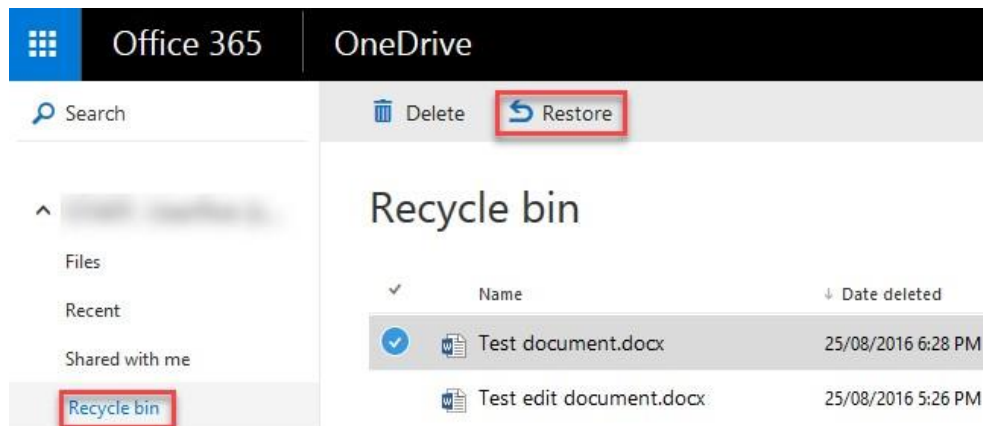 Office 365 OneDrive
Search
Delete Restore
Recycle bin
Files
Recent
Shared with me
Recycle bin
Name Date deleted
Test document.docx 25/08/2016 6:28 PM
Test edit document.docx 25/08/2016 5:26 PM